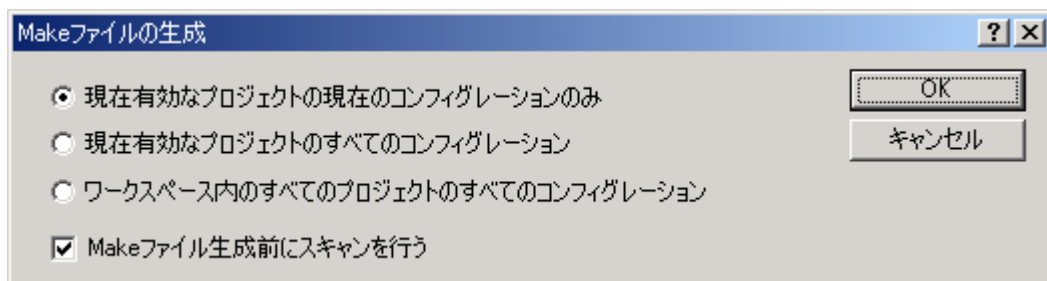 Makeファイルの生成
現在有効なプロジェクトの現在のコンフィグレーションのみ
現在有効なプロジェクトのすべてのコンフィグレーション
ワークスペース内のすべてのプロジェクトのすべてのコンフィグレーション
Makeファイル生成前にスキャンを行う
OK
キャンセル